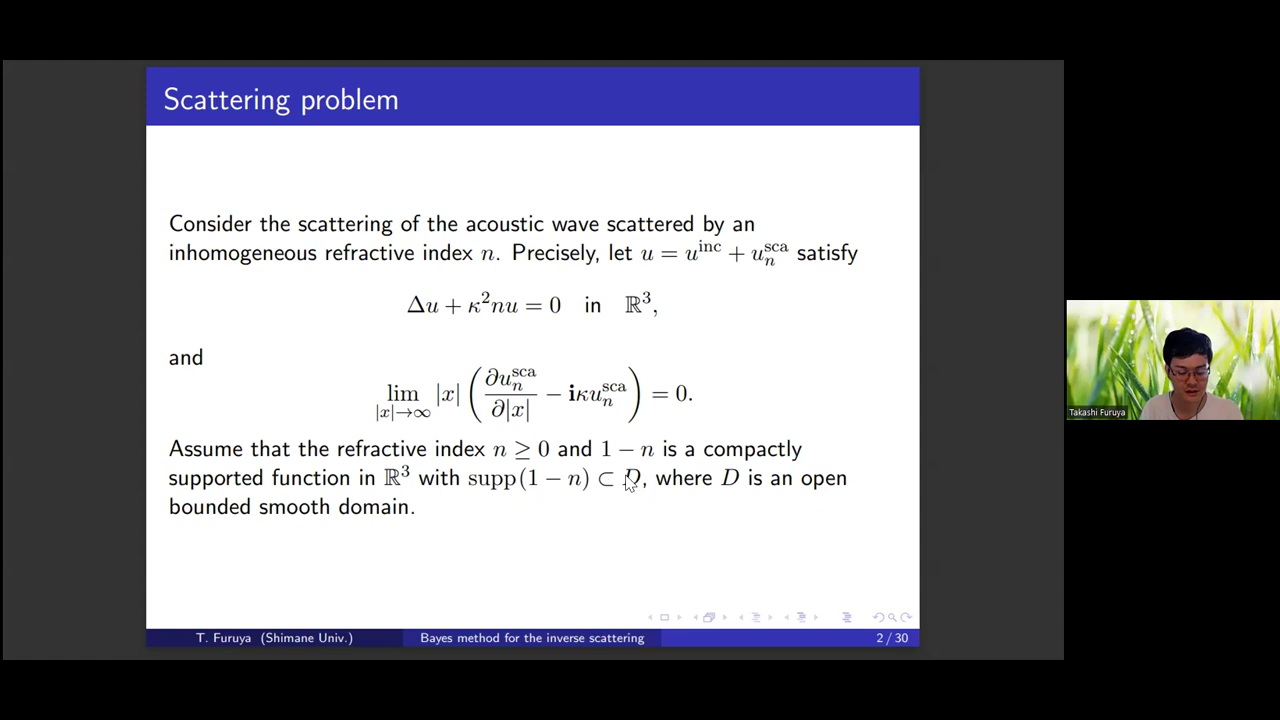 Scattering problem
Consider the scattering of the acoustic wave scattered by an
inhomogeneous refractive index n. Precisely, let u = u^inc + u_n^sca satisfy
Δu + κ²nu = 0 in ℝ³,
and
lim_{|x|→∞} |x| (∂u_n^sca/∂|x| − iκu_n^sca) = 0.
Assume that the refractive index n ≥ 0 and 1 − n is a compactly
supported function in ℝ³ with supp(1 − n) ⊂ D, where D is an open
bounded smooth domain.
T. Furuya (Shimane Univ.) Bayes method for the inverse scattering 2 / 30
Takashi Furuya